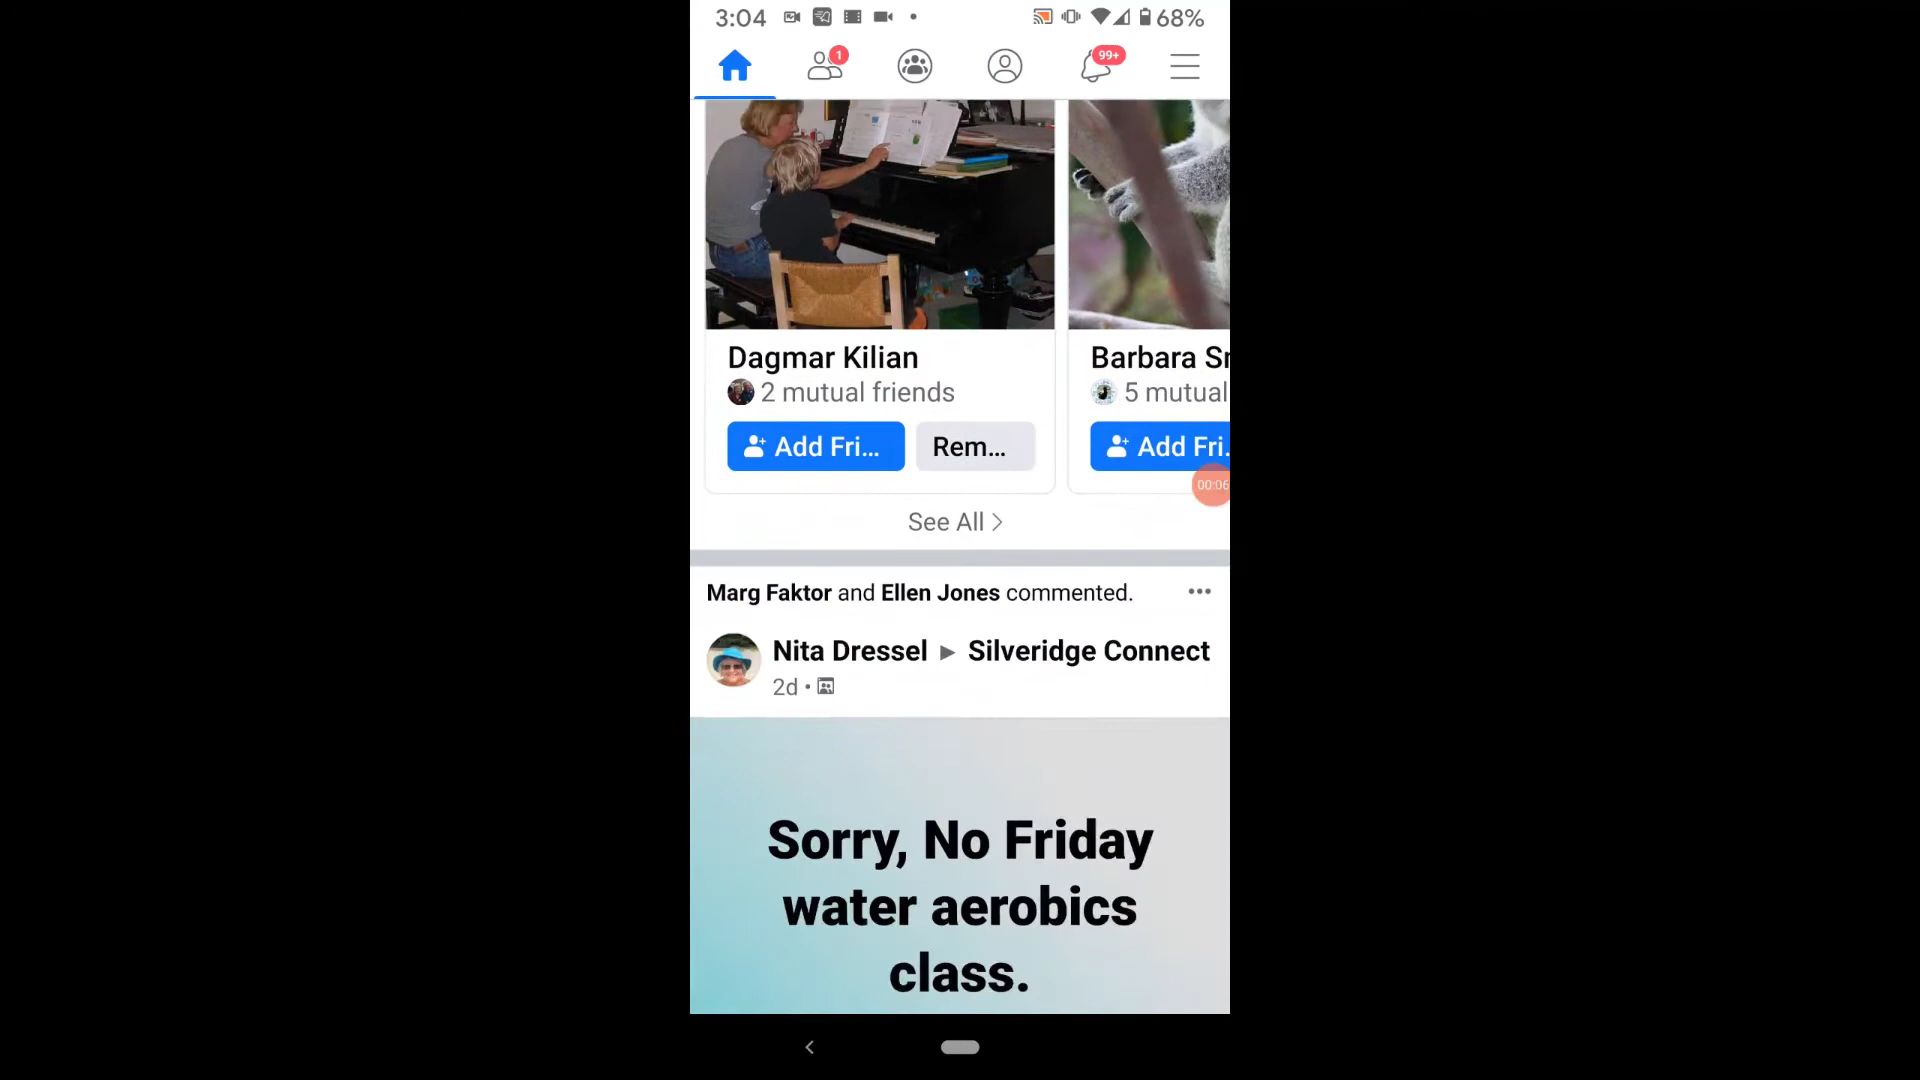 3:04
68%
1
99+
Dagmar Kilian
2 mutual friends
Add Fri...
Rem...
Barbara
5 mutual
Add Fri.
00:06
See All
Marg Faktor and Ellen Jones commented.
Nita Dressel ▸ Silveridge Connect
2d •
Sorry, No Friday
water aerobics
class.